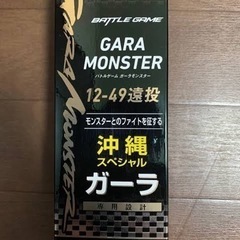 BATTLE GAME
GARA
MONSTER
バトルゲーム ガーラモンスター
12-49遠投
モンスターとのファイトを征する
沖縄
スペシャル
ガーラ
専用設計
GARA MONSTER